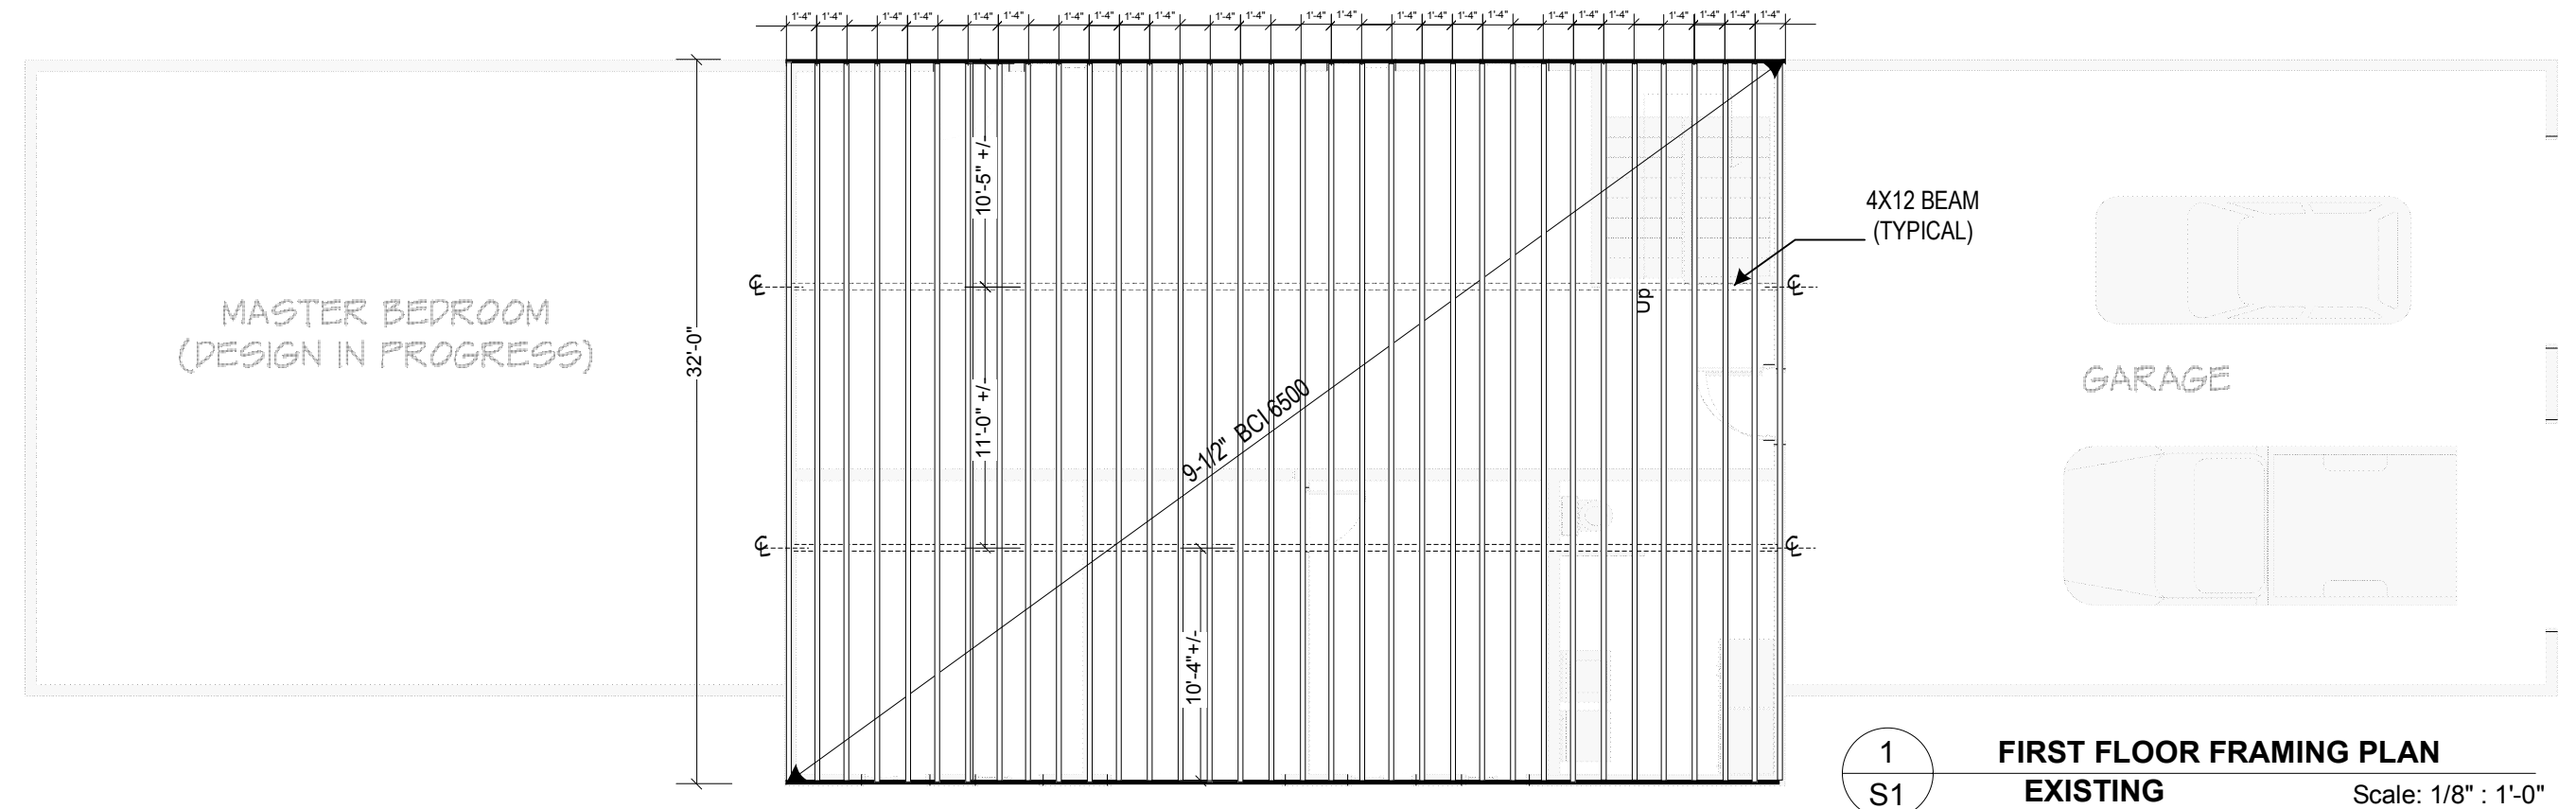 1'-4" 1'-4" 1'-4" 1'-4" 1'-4" 1'-4" 1'-4" 1'-4" 1'-4" 1'-4" 1'-4" 1'-4" 1'-4" 1'-4" 1'-4" 1'-4" 1'-4" 1'-4" 1'-4" 1'-4" 1'-4" 1'-4" 1'-4" 1'-4" 1'-4"
10'-5" +/-
4X12 BEAM
(TYPICAL)
℄
℄
Up
MASTER BEDROOM
(DESIGN IN PROGRESS)
32'-0"
GARAGE
11'-0" +/-
9-1/2" BCI 6500
℄
℄
10'-4"+/-
1
S1
FIRST FLOOR FRAMING PLAN
EXISTING
Scale: 1/8" : 1'-0"